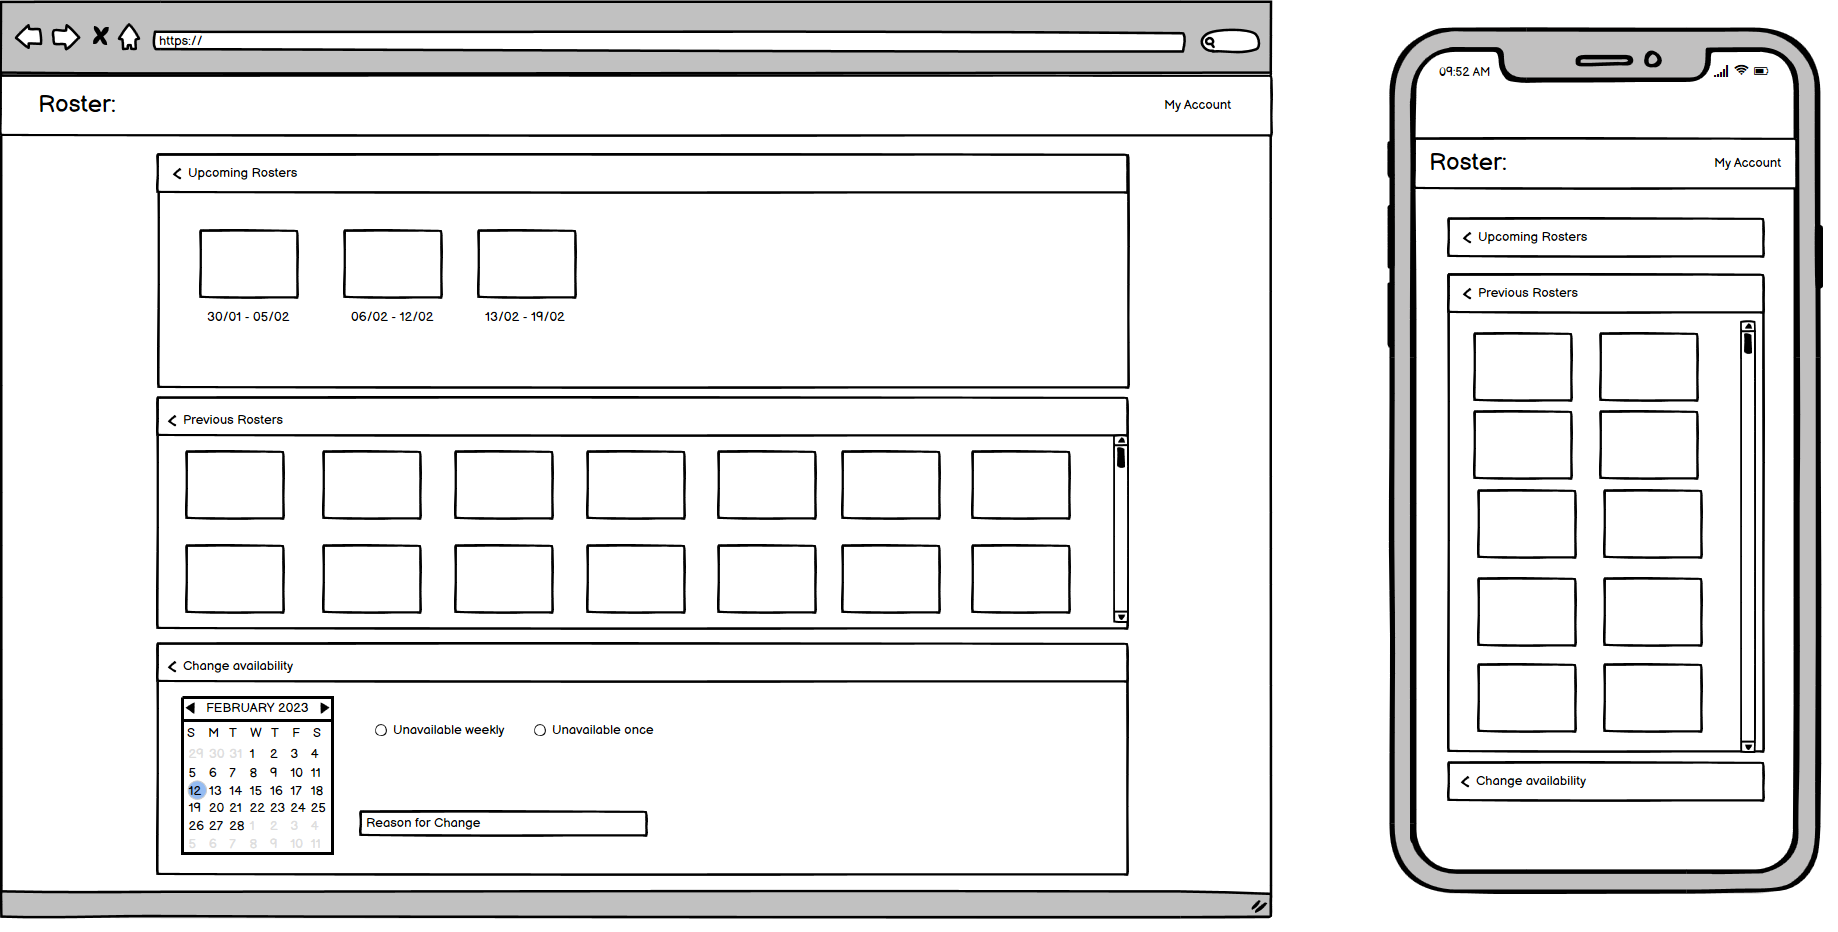 https://
Roster:
My Account
Upcoming Rosters
30/01 - 05/02
06/02 - 12/02
13/02 - 19/02
Previous Rosters
Change availability
FEBRUARY 2023
S M T W T F S
29 30 31 1 2 3 4
5 6 7 8 9 10 11
12 13 14 15 16 17 18
19 20 21 22 23 24 25
26 27 28 1 2 3 4
5 6 7 8 9 10 11
Unavailable weekly
Unavailable once
Reason for Change
09:52 AM
Roster:
My Account
Upcoming Rosters
Previous Rosters
Change availability